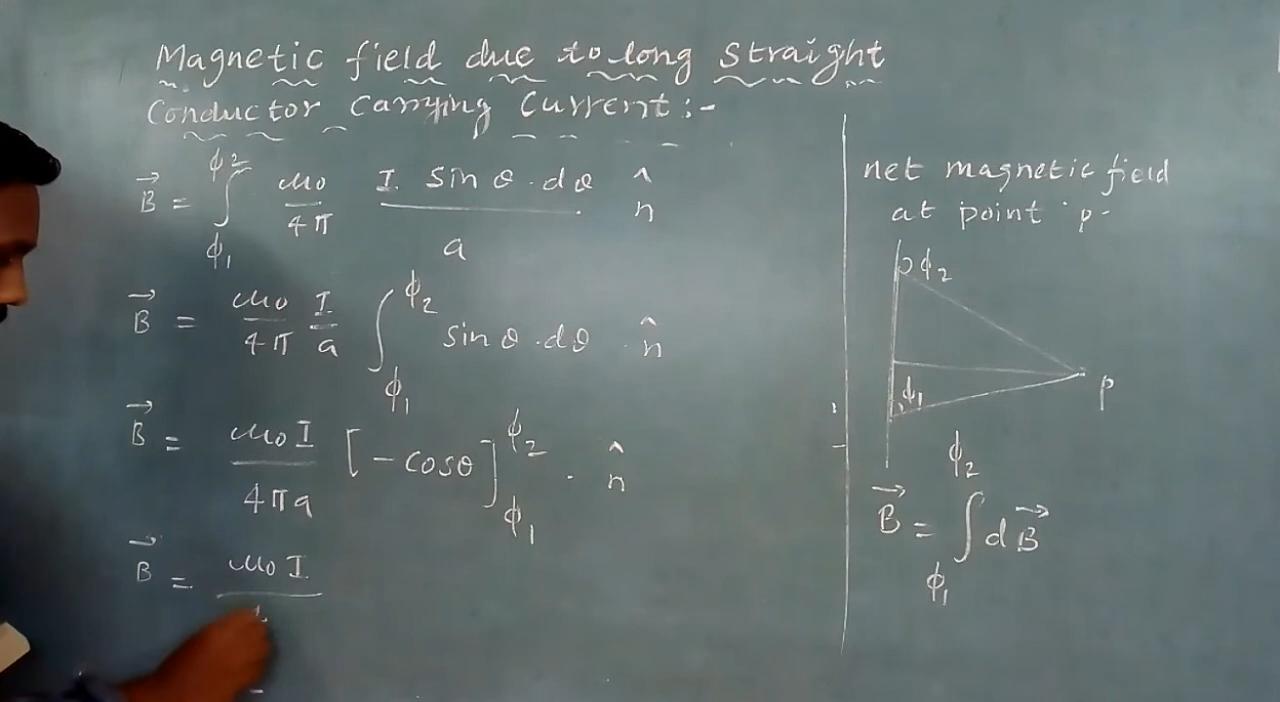 Magnetic field due to long straight
Conductor Carrying Current:-
B⃗ = ∫_{ϕ1}^{ϕ2} μ0/4π I. sin θ. dθ/a n̂
B⃗ = μ0/4π I/a ∫_{ϕ1}^{ϕ2} sin θ. dθ. n̂
B⃗ = μ0 I/4πa [-cosθ]_{ϕ1}^{ϕ2} . n̂
B⃗ = μ0 I
net magnetic field
at point 'p-
ϕ2
ϕ1
P
B⃗ = ∫_{ϕ1}^{ϕ2} dB⃗